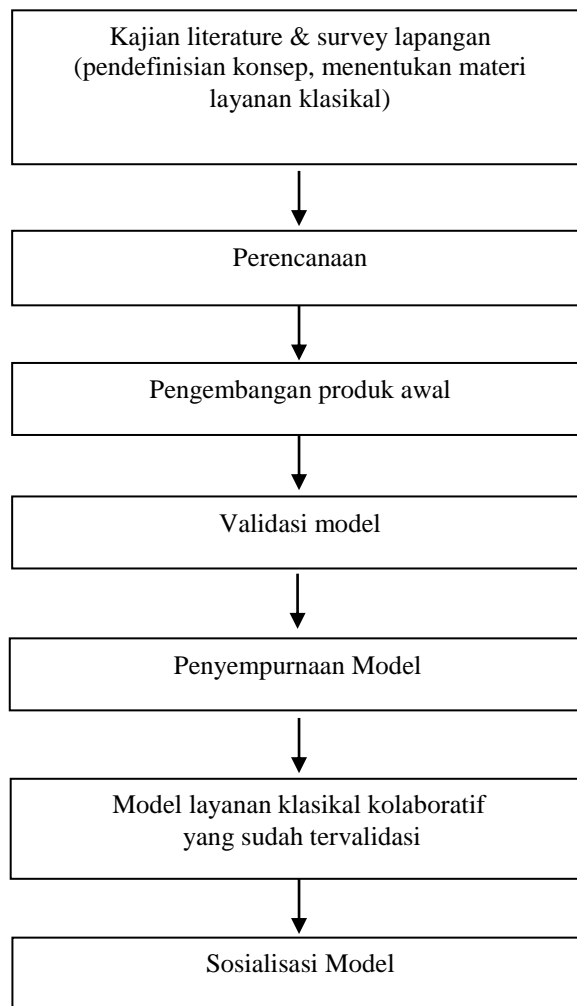 Kajian literature & survey lapangan
(pendefinisian konsep, menentukan materi
layanan klasikal)
Perencanaan
Pengembangan produk awal
Validasi model
Penyempurnaan Model
Model layanan klasikal kolaboratif
yang sudah tervalidasi
Sosialisasi Model